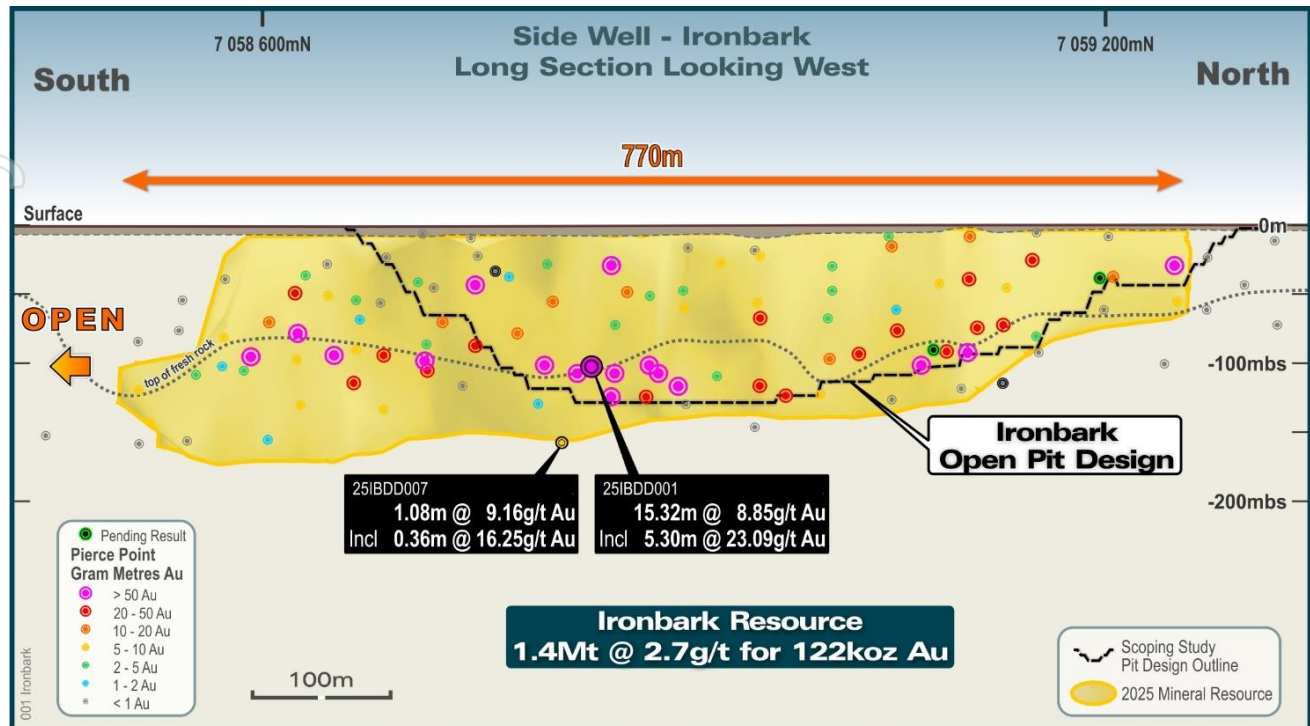 7 058 600mN
7 059 200mN
Side Well - Ironbark
Long Section Looking West
South
North
770m
Surface
0m
OPEN
top of fresh rock
-100mbs
Ironbark
Open Pit Design
-200mbs
25IBDD007
1.08m @ 9.16g/t Au
Incl 0.36m @ 16.25g/t Au
25IBDD001
15.32m @ 8.85g/t Au
Incl 5.30m @ 23.09g/t Au
Pending Result
Pierce Point
Gram Metres Au
> 50 Au
20 - 50 Au
10 - 20 Au
5 - 10 Au
2 - 5 Au
1 - 2 Au
< 1 Au
Ironbark Resource
1.4Mt @ 2.7g/t for 122koz Au
Scoping Study
Pit Design Outline
2025 Mineral Resource
100m
001 Ironbark